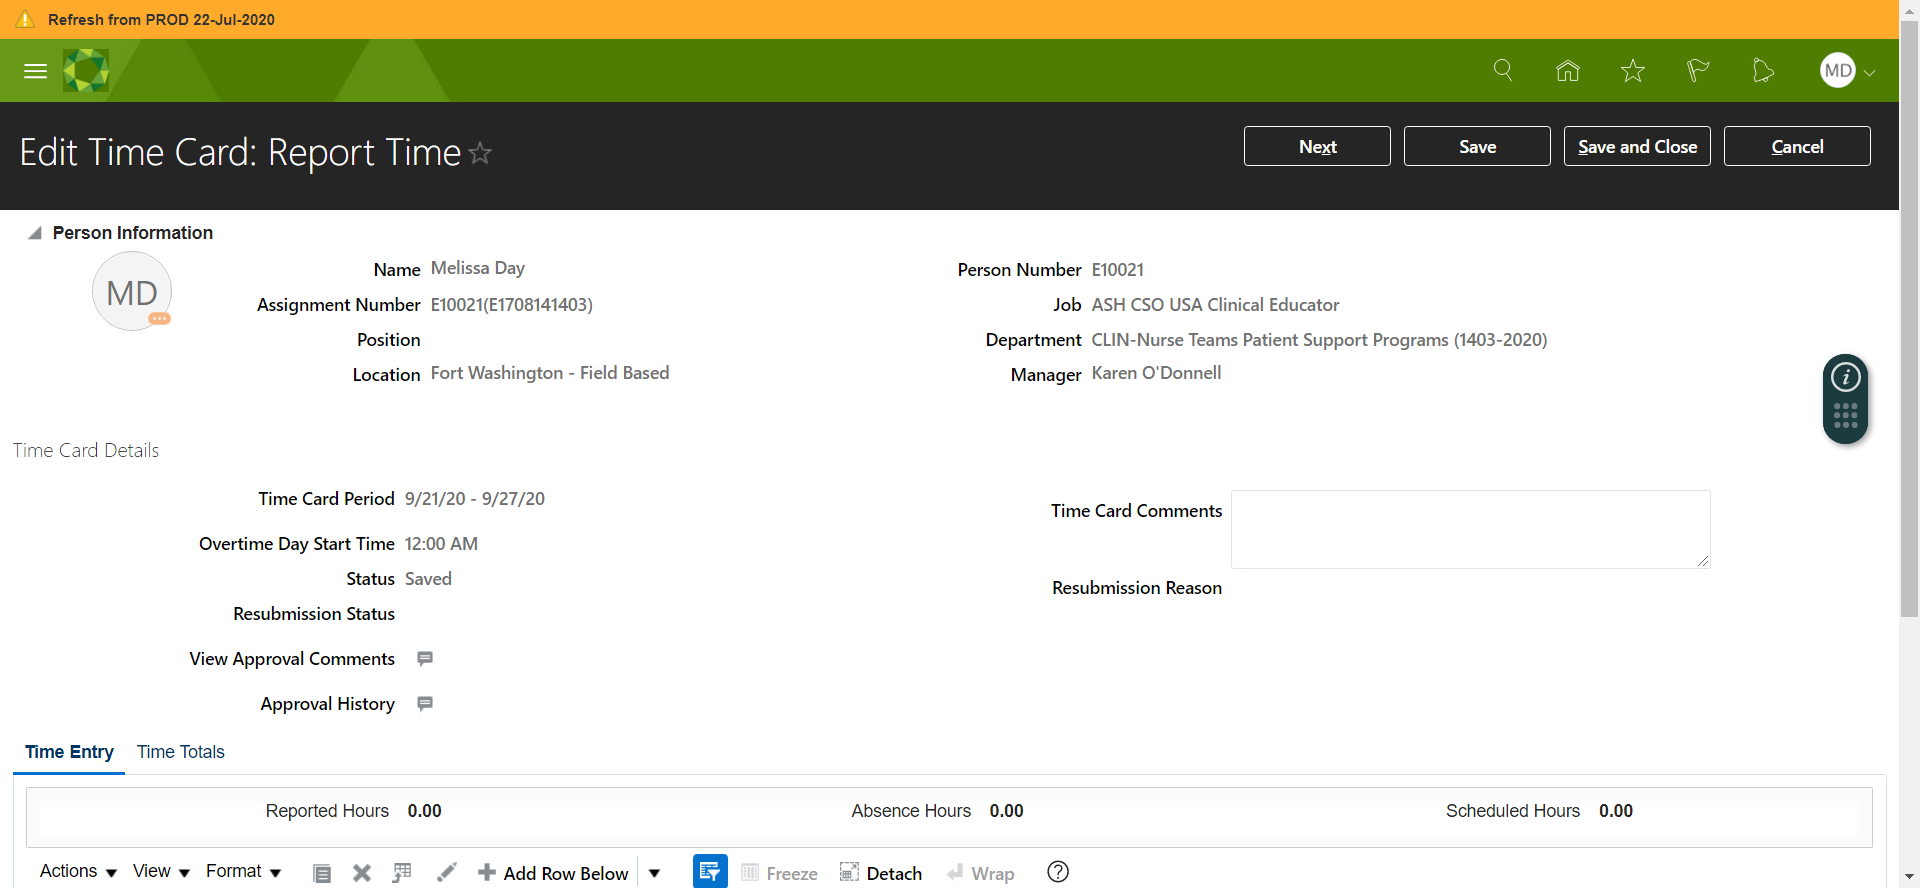 Refresh from PROD 22-Jul-2020
MD
Edit Time Card: Report Time
Next
Save
Save and Close
Cancel
Person Information
MD
Name Melissa Day
Person Number E10021
Assignment Number E10021(E1708141403)
Job ASH CSO USA Clinical Educator
Position
Department CLIN-Nurse Teams Patient Support Programs (1403-2020)
Location Fort Washington - Field Based
Manager Karen O'Donnell
Time Card Details
Time Card Period 9/21/20 - 9/27/20
Time Card Comments
Overtime Day Start Time 12:00 AM
Status Saved
Resubmission Reason
Resubmission Status
View Approval Comments
Approval History
Time Entry Time Totals
Reported Hours 0.00 Absence Hours 0.00 Scheduled Hours 0.00
Actions View Format Add Row Below Freeze Detach Wrap